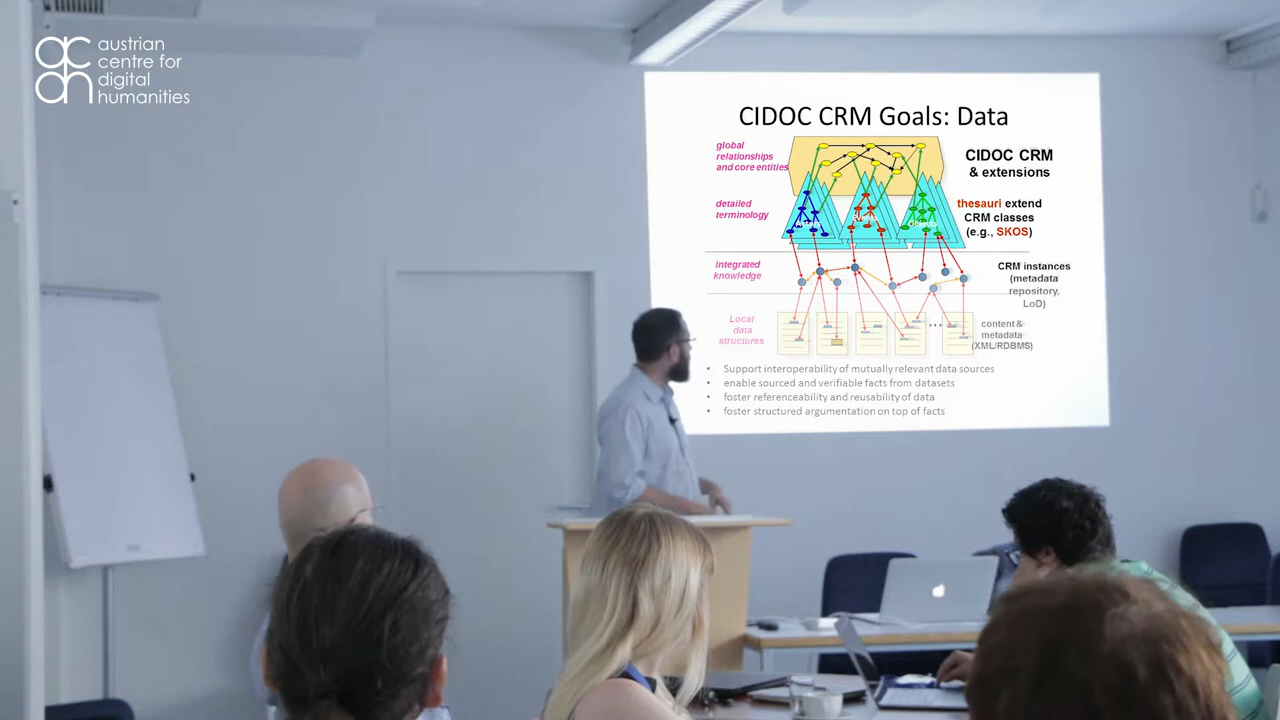 austrian
centre for
digital
humanities
CIDOC CRM Goals: Data
global
relationships
and core entities
CIDOC CRM
& extensions
detailed
terminology
thesauri extend
CRM classes
(e.g., SKOS)
integrated
knowledge
CRM instances
(metadata
repository,
LoD)
Local
data
structures
content &
metadata
(XML/RDBMS)
• Support interoperability of mutually relevant data sources
• enable sourced and verifiable facts from datasets
• foster referenceability and reusability of data
• foster structured argumentation on top of facts